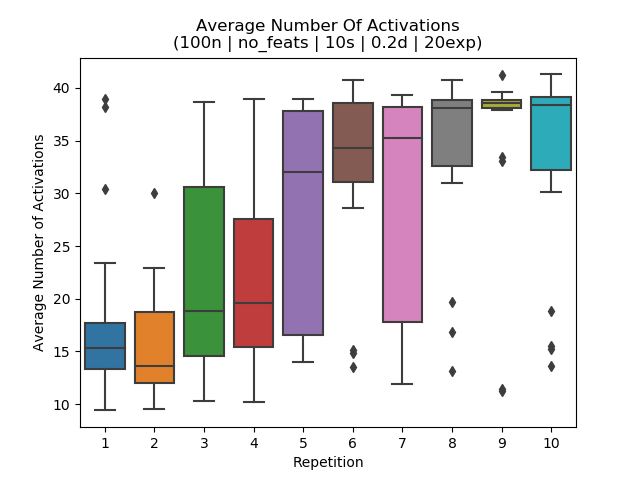 Average Number Of Activations
(100n | no_feats | 10s | 0.2d | 20exp)
Average Number of Activations
40
35
30
25
20
15
10
1 2 3 4 5 6 7 8 9 10
Repetition